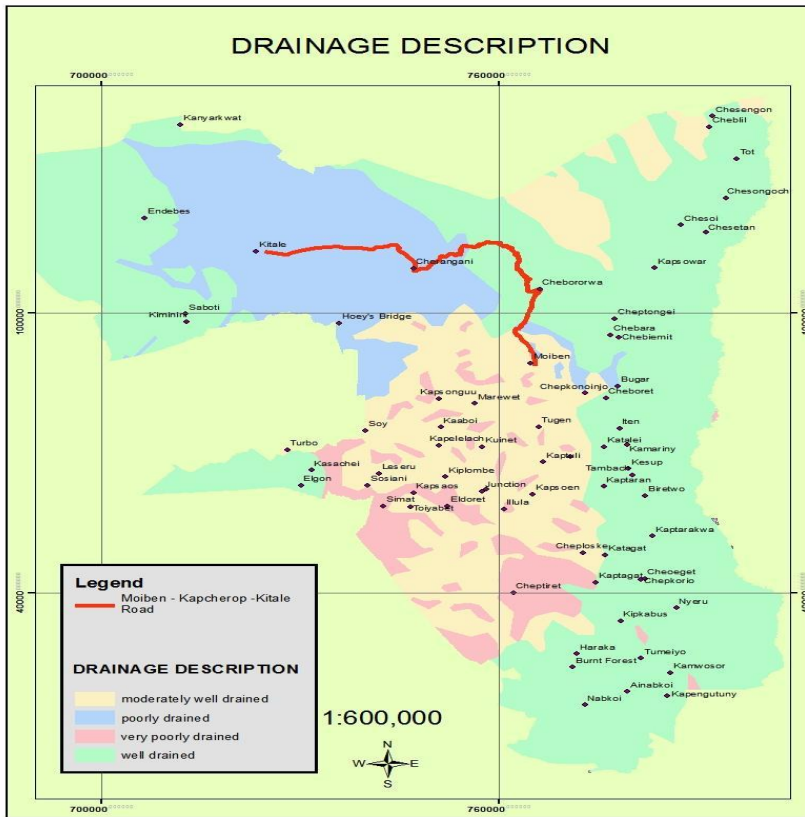 DRAINAGE DESCRIPTION
700000
760000
Chesengon
Cheblil
Kanyarkwat
Tot
Chesongoch
Endebes
Chesoi
Chesetan
Kitale
Cherangani
Kapsowar
Chebororwa
100000
Saboti
Kiminini
Hoey's Bridge
Cheptongei
Chebara
Chebiemit
Moiben
Chepkonoinjo
Bugar
Cheboret
Kapsonguu
Marewet
Soy
Kaaboi
Tugen
Iten
Turbo
Kapelelach
Kuinet
Katalei
Kamariny
Kasachei
Leseru
Kiplombe
Kaptuli
Tambach
Kesup
Elgon
Sosiani
Kapsaos
Junction
Kapsoen
Kaptaran
Biretwo
Simat
Toiyabet
Eldoret
Illula
Kaptarakwa
Cheploske
Katagat
Kaptagat
Cheoeget
Chepkorio
40000
Cheptiret
Nyeru
Kipkabus
Haraka
Burnt Forest
Tumeiyo
Kamwosor
Ainabkoi
Kapengutuny
Nabkoi
Legend
Moiben - Kapcherop -Kitale
Road
DRAINAGE DESCRIPTION
moderately well drained
poorly drained
very poorly drained
well drained
1:600,000
N
W E
S
700000
760000